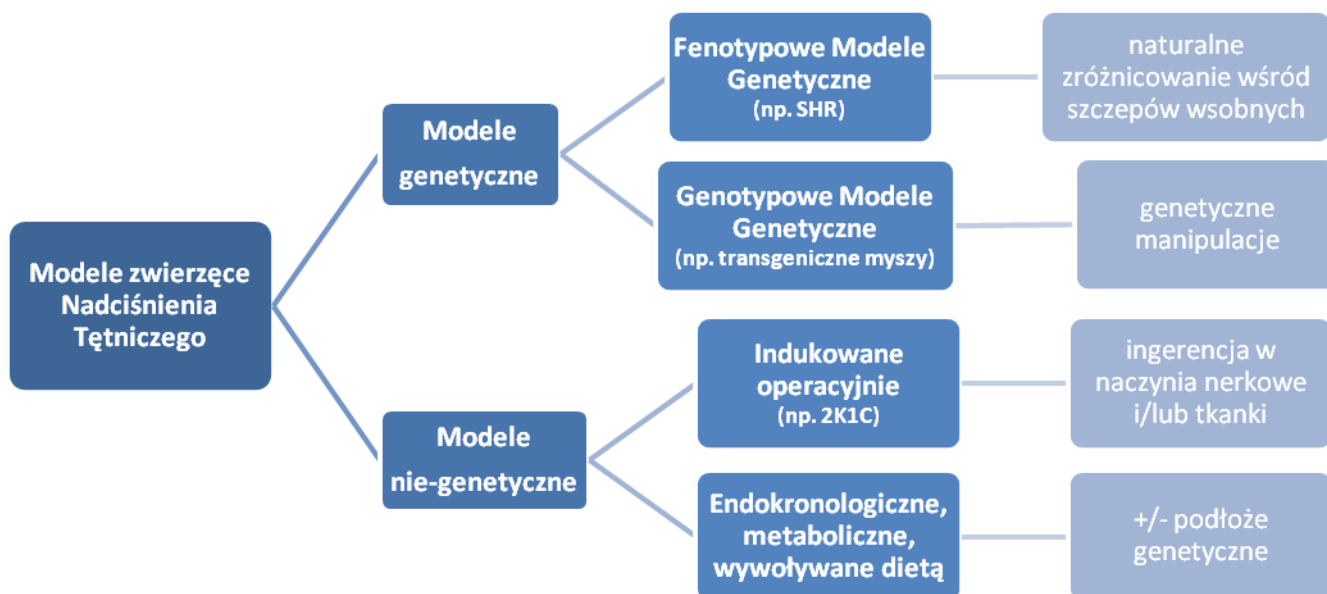 Modele zwierzęce
Nadciśnienia
Tętniczego
Modele
genetyczne
Fenotypowe Modele
Genetyczne
(np. SHR)
naturalne
zróżnicowanie wśród
szczepów wsobnych
Genotypowe Modele
Genetyczne
(np. transgeniczne myszy)
genetyczne
manipulacje
Modele
nie-genetyczne
Indukowane
operacyjnie
(np. 2K1C)
ingerencja w
naczynia nerkowe
i/lub tkanki
Endokronologiczne,
metaboliczne,
wywoływane dietą
+/- podłoże
genetyczne